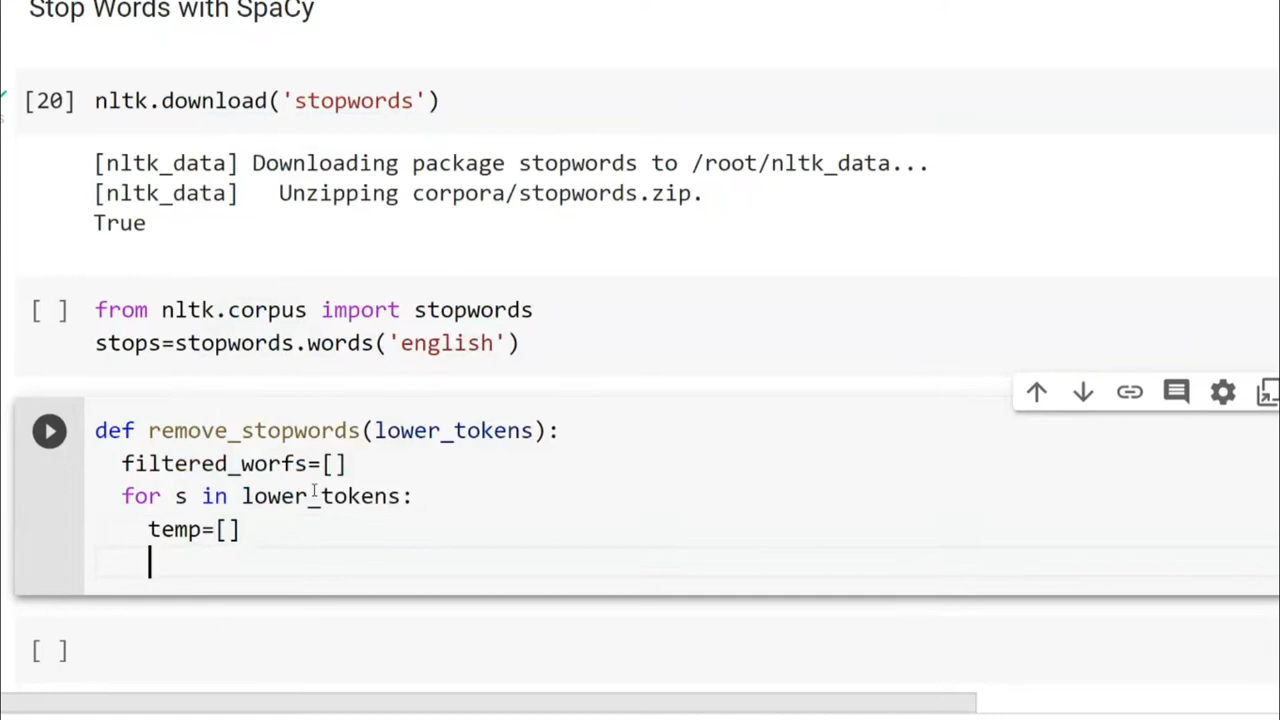 Stop Words with SpaCy
[20] nltk.download('stopwords')
[nltk_data] Downloading package stopwords to /root/nltk_data...
[nltk_data]   Unzipping corpora/stopwords.zip.
True
[ ] from nltk.corpus import stopwords
stops=stopwords.words('english')
def remove_stopwords(lower_tokens):
  filtered_worfs=[]
  for s in lower_tokens:
    temp=[]
[ ]